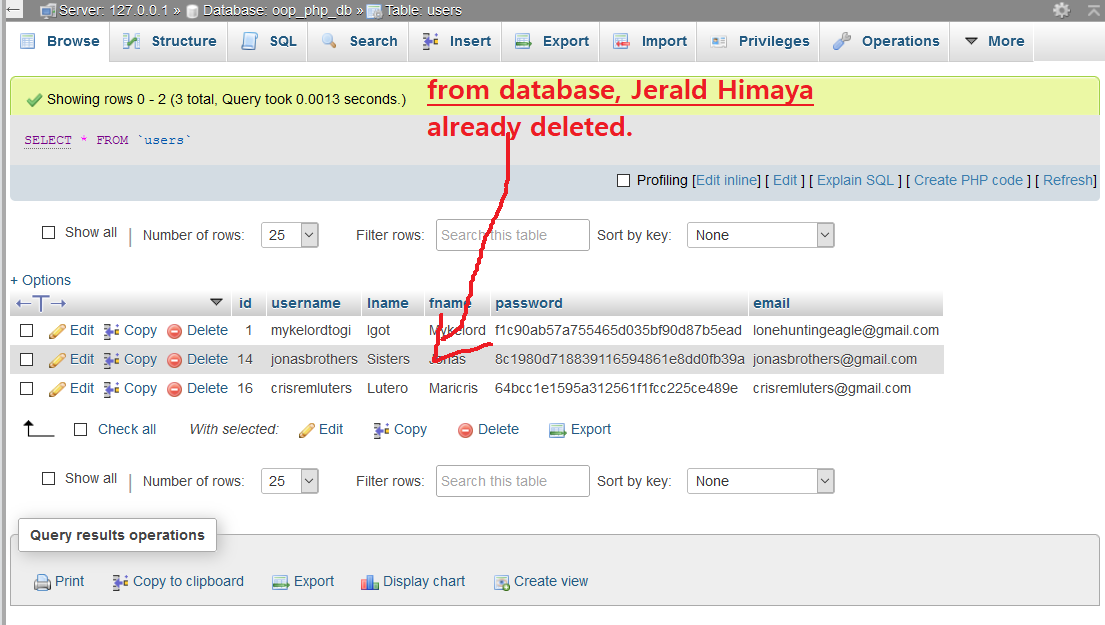 Server: 127.0.0.1 » Database: oop_php_db » Table: users
Browse Structure SQL Search Insert Export Import Privileges Operations More
from database, Jerald Himaya
already deleted.
Showing rows 0 - 2 (3 total, Query took 0.0013 seconds.)
SELECT * FROM `users`
Profiling [Edit inline] [ Edit ] [ Explain SQL ] [ Create PHP code ] [ Refresh]
Show all | Number of rows: 25 Filter rows: Search this table Sort by key: None
+ Options
←T→ id username lname fname password email
Edit Copy Delete 1 mykelordtogi Igot Mykelord f1c90ab57a755465d035bf90d87b5ead lonehuntingeagle@gmail.com
Edit Copy Delete 14 jonasbrothers Sisters Jonas 8c1980d718839116594861e8dd0fb39a jonasbrothers@gmail.com
Edit Copy Delete 16 crisremluters Lutero Maricris 64bcc1e1595a312561f1fcc225ce489e crisremluters@gmail.com
Check all With selected: Edit Copy Delete Export
Show all | Number of rows: 25 Filter rows: Search this table Sort by key: None
Query results operations
Print Copy to clipboard Export Display chart Create view